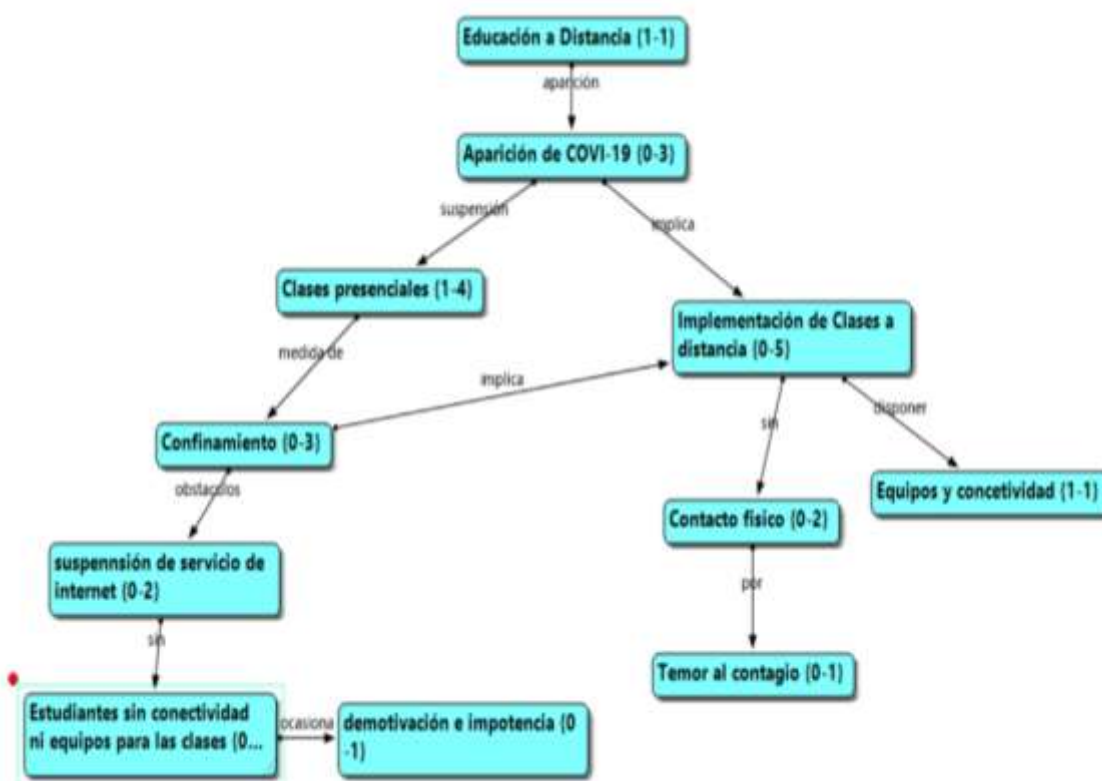 Educación a Distancia (1-1)
aparición
Aparición de COVI-19 (0-3)
suspensión
implica
Clases presenciales (1-4)
Implementación de Clases a
distancia (0-5)
medida de
implica
Confinamiento (0-3)
sin
disponer
obstaculos
Equipos y concetividad (1-1)
Contacto físico (0-2)
suspennsión de servicio de
internet (0-2)
por
sin
Temor al contagio (0-1)
Estudiantes sin conectividad
ni equipos para las clases (0...
ocasiona
demotivación e impotencia (0
-1)